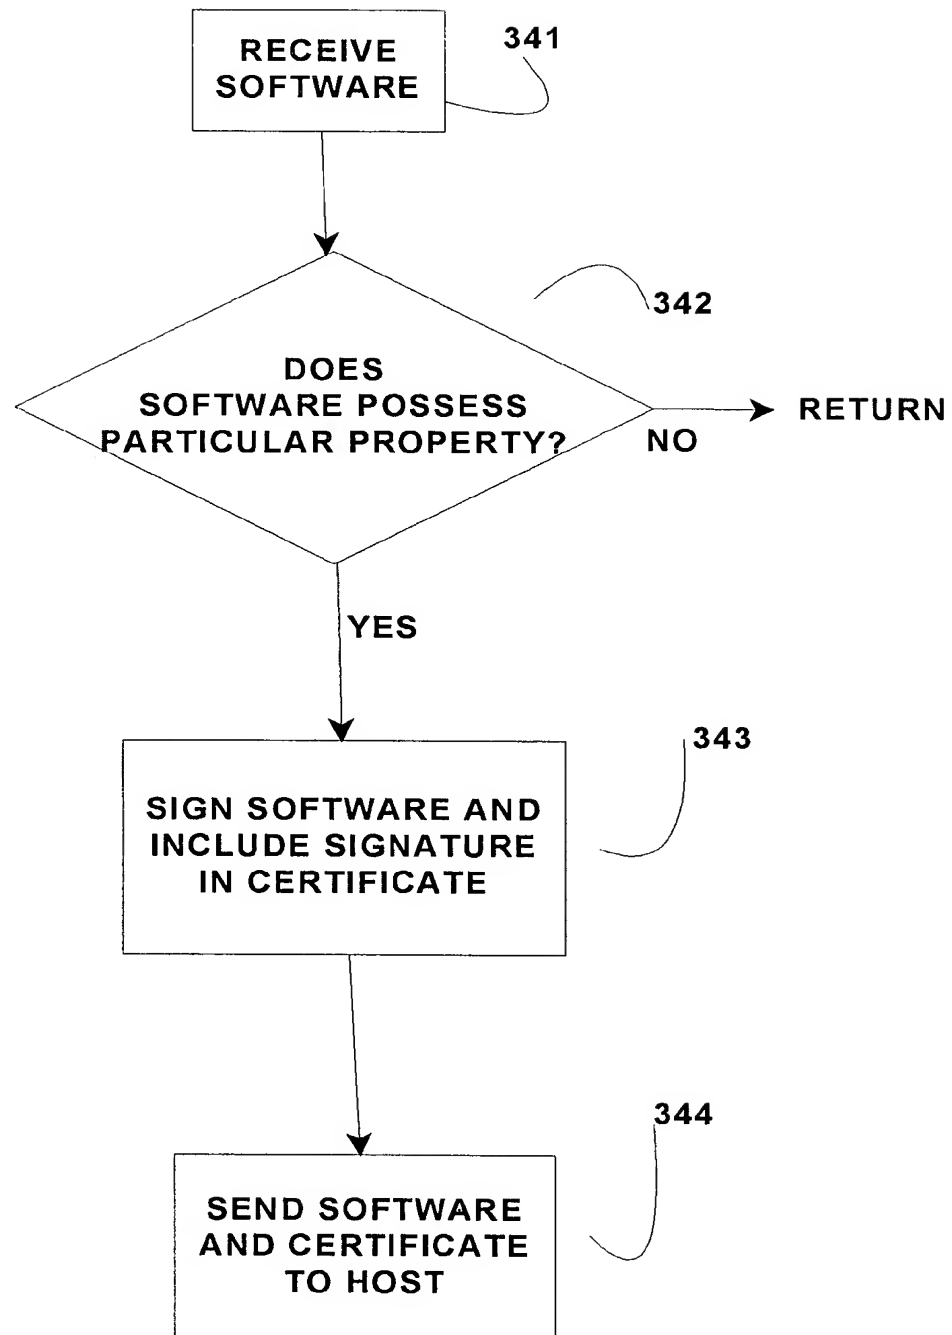 RECEIVE
SOFTWARE
341
342
DOES
SOFTWARE POSSESS
PARTICULAR PROPERTY?
RETURN
NO
YES
343
SIGN SOFTWARE AND
INCLUDE SIGNATURE
IN CERTIFICATE
344
SEND SOFTWARE
AND CERTIFICATE
TO HOST